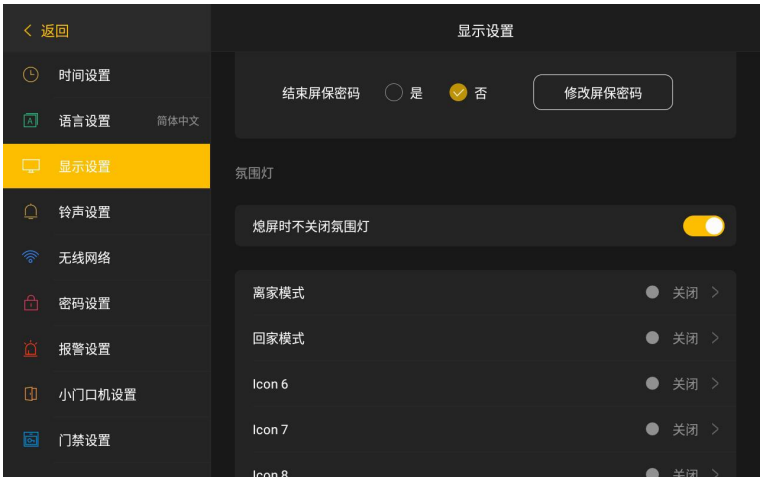 返回
显示设置
时间设置
语言设置 简体中文
显示设置
铃声设置
无线网络
密码设置
报警设置
小门口机设置
门禁设置
结束屏保密码 是 否 修改屏保密码
氛围灯
熄屏时不关闭氛围灯
离家模式 关闭
回家模式 关闭
Icon 6 关闭
Icon 7 关闭
Icon 8 关闭